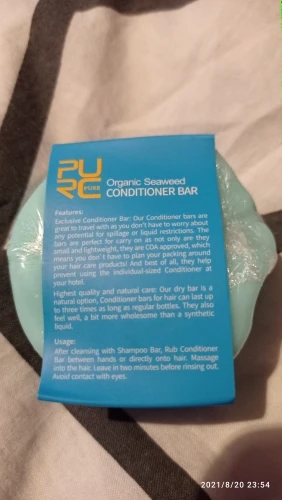 PU
RC PURE
Organic Seaweed
CONDITIONER BAR
Features:
Exclusive Conditioner Bar: Our Conditioner bars are
great to travel with as you don't have to worry about
any potential for spillage or liquid restrictions. The
bars are perfect for carry on as not only are they
small and lightweight, they are CDA approved, which
means you don' t have to plan your packing around
your hair care products! And best of all, they help
prevent using the individual-sized Conditioner at
your hotel.
Highest quality and natural care: Our dry bar is a
natural option, Conditioner bars for hair can last up
to three times as long as regular bottles. They also
feel well, a bit more wholesome than a synthetic
liquid.
Usage:
After cleansing with Shampoo Bar, Rub Conditioner
Bar between hands or directly onto hair. Massage
into the hair. Leave in two minutes before rinsing out.
Avoid contact with eyes.
2021/8/20 23:54